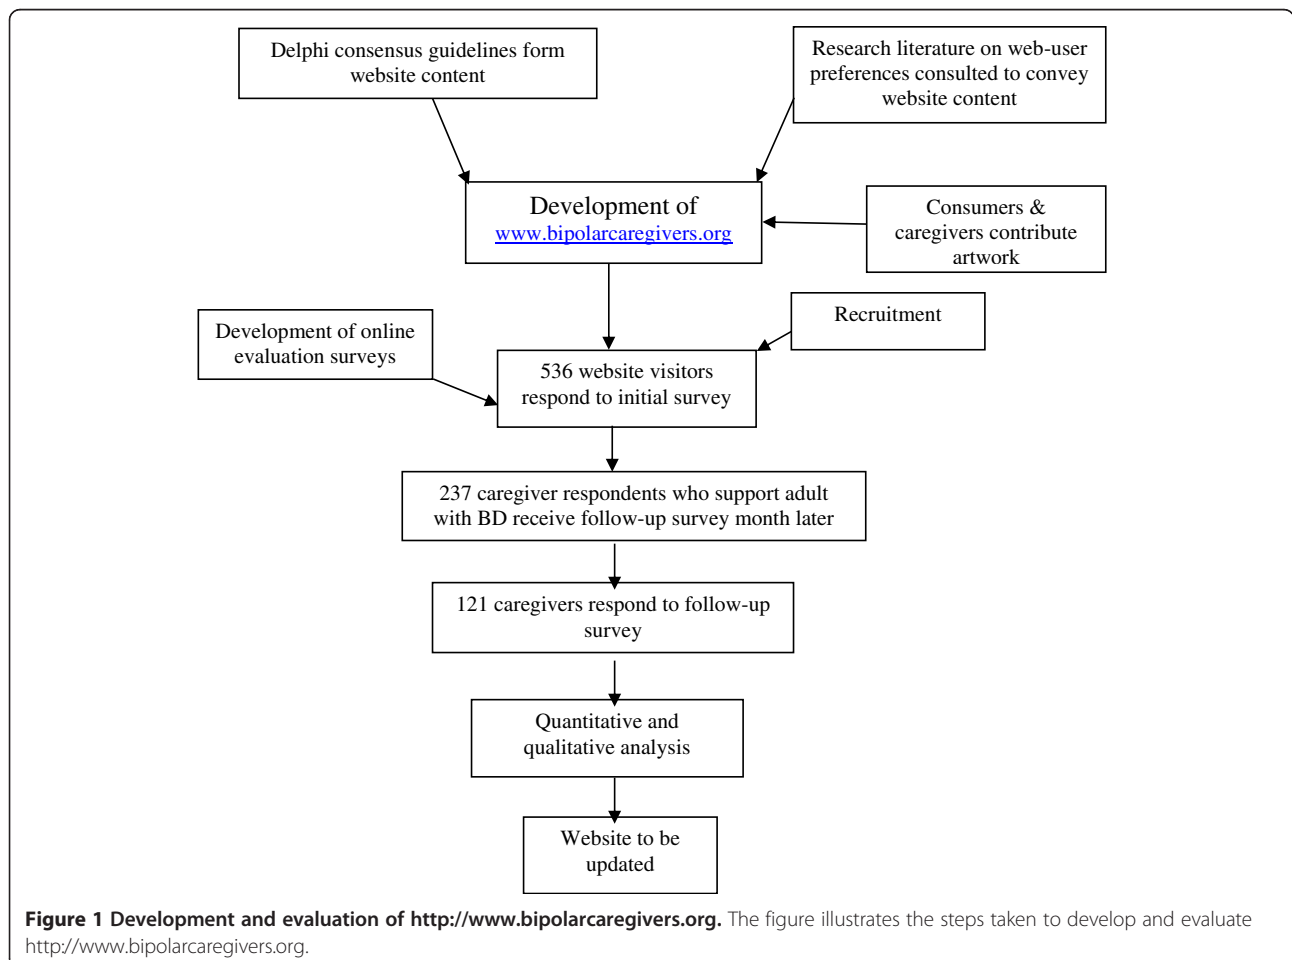 Delphi consensus guidelines form
website content
Research literature on web-user
preferences consulted to convey
website content
Development of
www.bipolarcaregivers.org
Consumers &
caregivers contribute
artwork
Development of online
evaluation surveys
Recruitment
536 website visitors
respond to initial survey
237 caregiver respondents who support adult
with BD receive follow-up survey month later
121 caregivers respond to follow-up
survey
Quantitative and
qualitative analysis
Website to be
updated
Figure 1 Development and evaluation of http://www.bipolarcaregivers.org. The figure illustrates the steps taken to develop and evaluate
http://www.bipolarcaregivers.org.